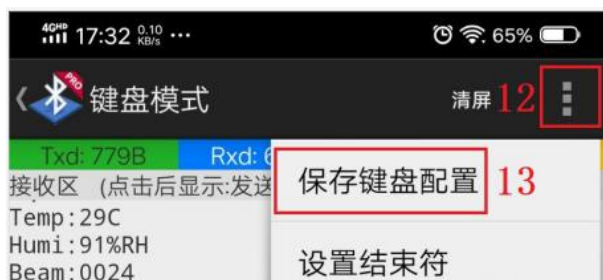 4GHD 17:32 0.10 KB/s ... 65%
PRO
键盘模式 清屏 12
Txd: 779B Rxd:
保存键盘配置 13
接收区 (点击后显示:发送
Temp:29C
Humi:91%RH
设置结束符
Beam:0024